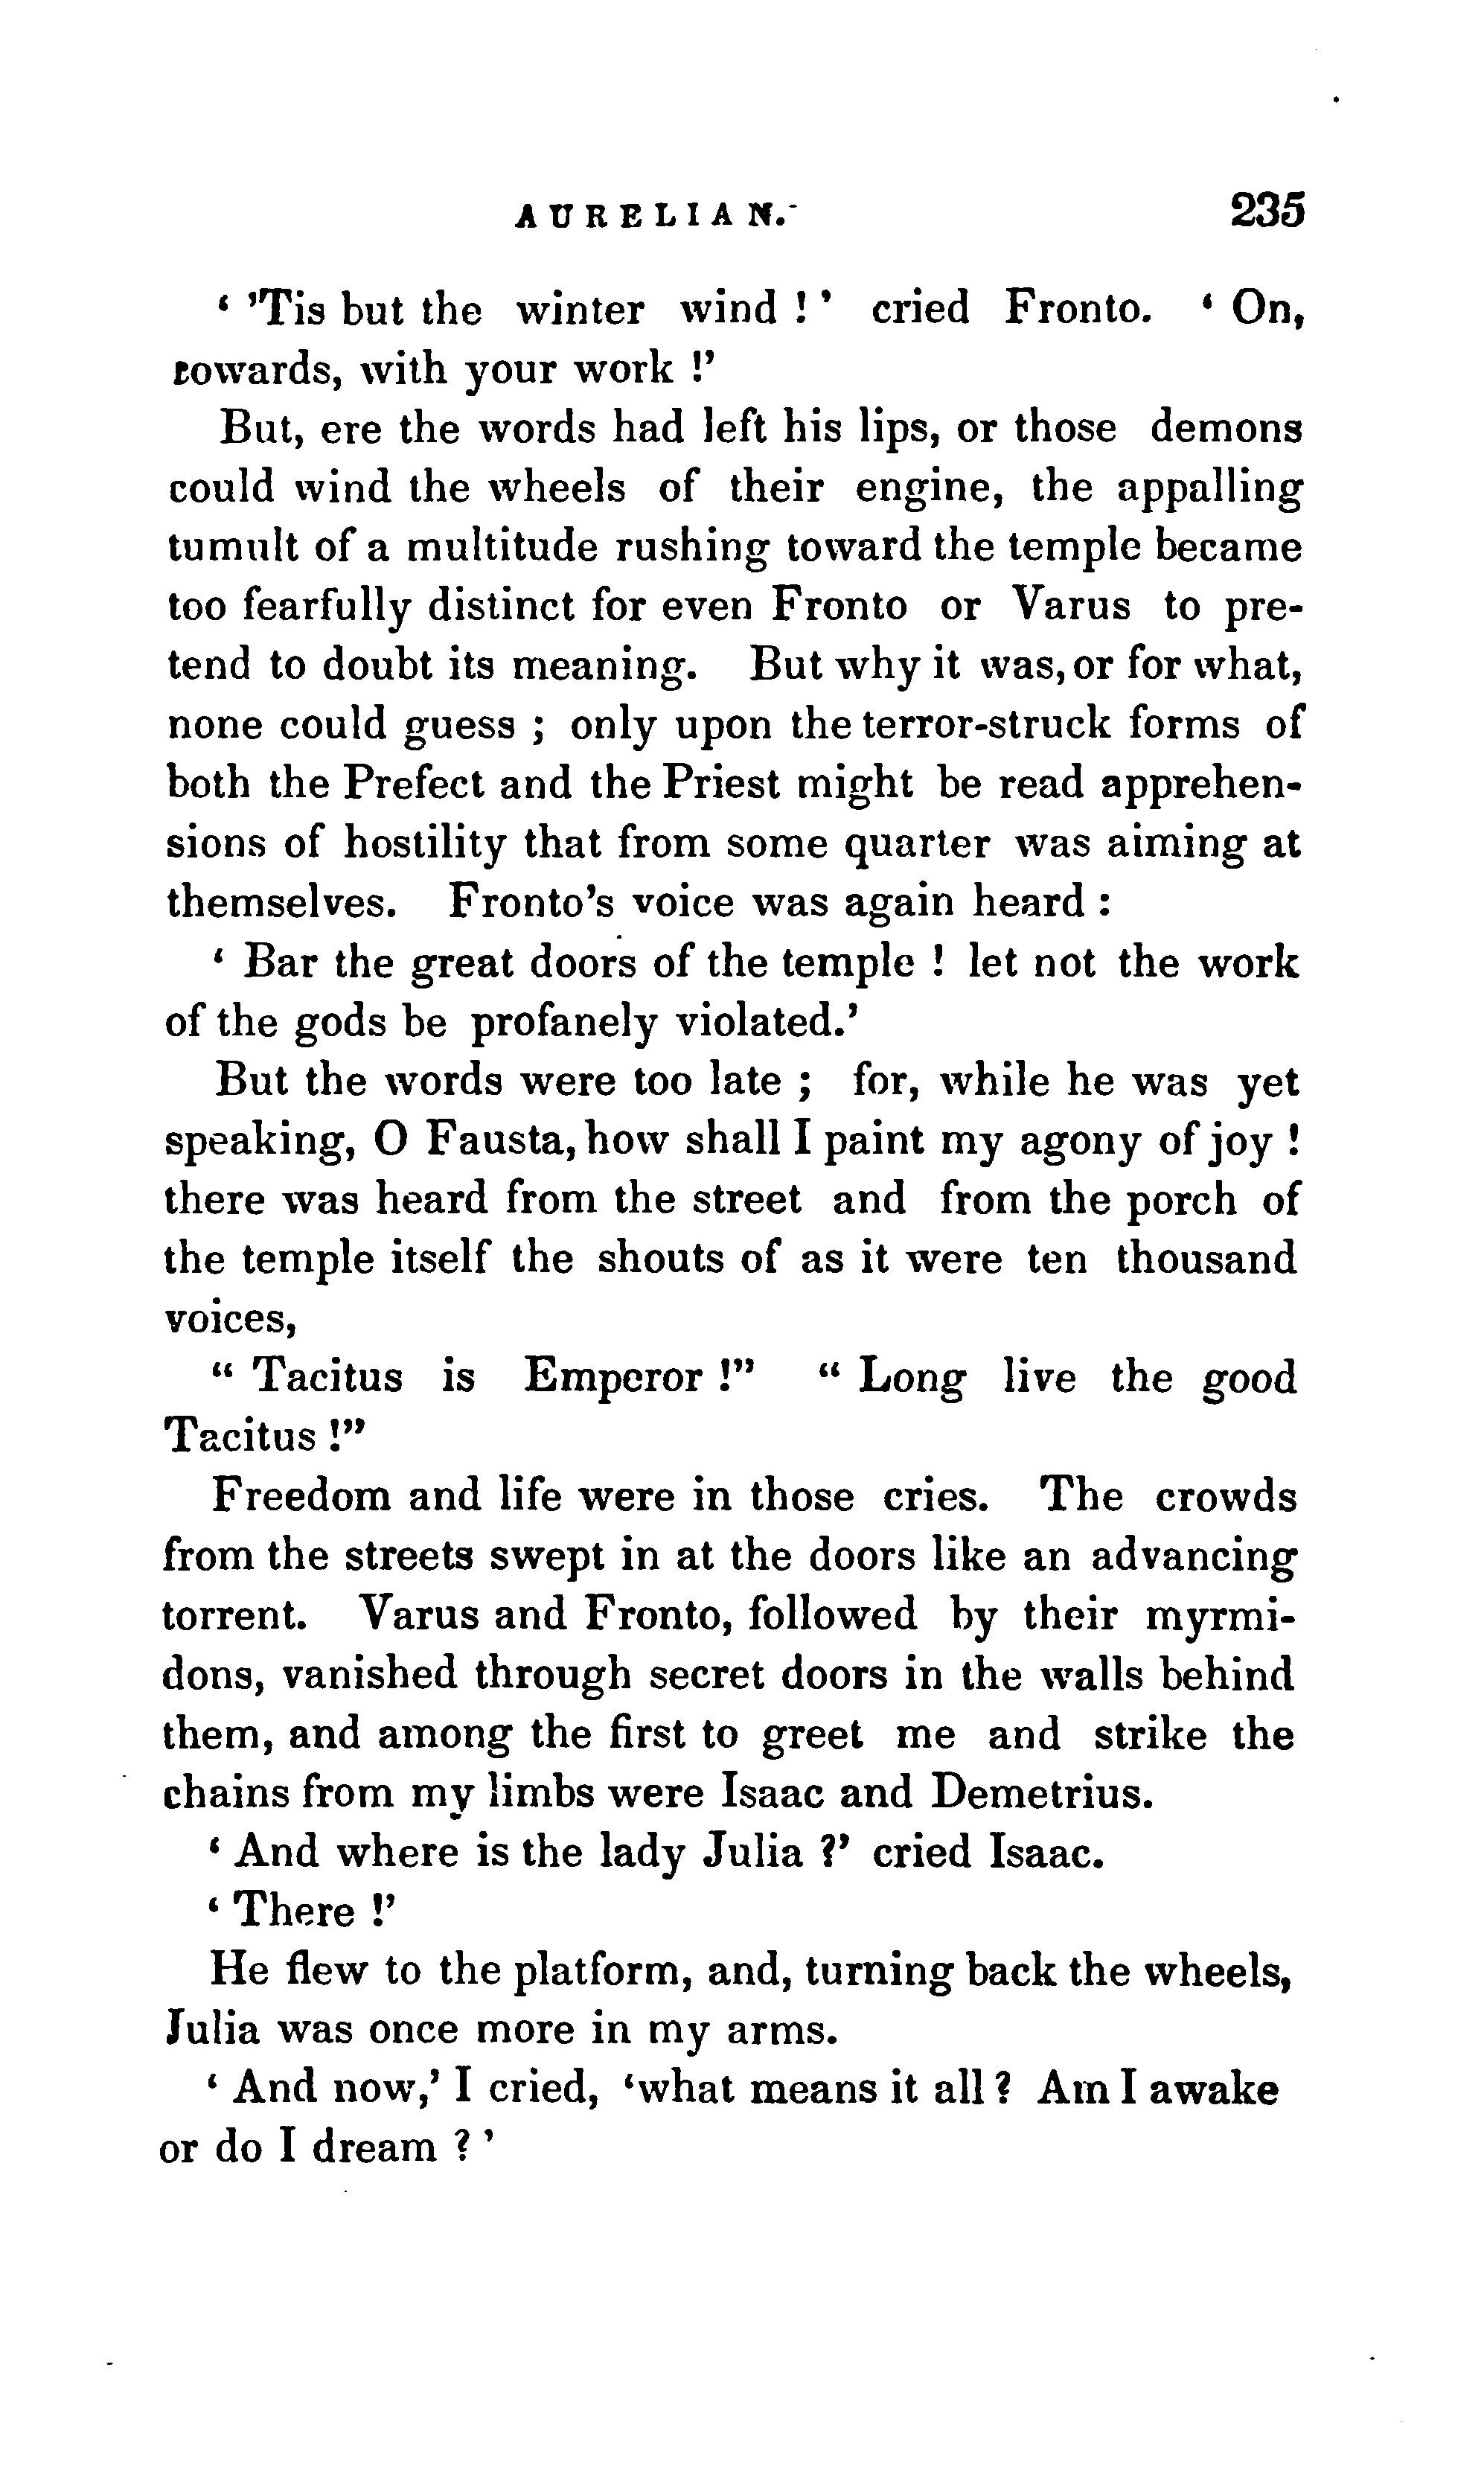 AURELIAN. 235
‘ ’Tis but the winter wind ! ’ cried Fronto. ‘ On,
cowards, with your work !’
But, ere the words had left his lips, or those demons
could wind the wheels of their engine, the appalling
tumult of a multitude rushing toward the temple became
too fearfully distinct for even Fronto or Varus to pre-
tend to doubt its meaning. But why it was, or for what,
none could guess ; only upon the terror-struck forms of
both the Prefect and the Priest might be read apprehen-
sions of hostility that from some quarter was aiming at
themselves. Fronto’s voice was again heard :
‘ Bar the great doors of the temple ! let not the work
of the gods be profanely violated.’
But the words were too late ; for, while he was yet
speaking, O Fausta, how shall I paint my agony of joy !
there was heard from the street and from the porch of
the temple itself the shouts of as it were ten thousand
voices,
“ Tacitus is Emperor !” “ Long live the good
Tacitus !”
Freedom and life were in those cries. The crowds
from the streets swept in at the doors like an advancing
torrent. Varus and Fronto, followed by their myrmi-
dons, vanished through secret doors in the walls behind
them, and among the first to greet me and strike the
chains from my limbs were Isaac and Demetrius.
‘ And where is the lady Julia ?’ cried Isaac.
‘ There !’
He flew to the platform, and, turning back the wheels,
Julia was once more in my arms.
‘ And now,’ I cried, ‘what means it all ? Am I awake
or do I dream ? ’